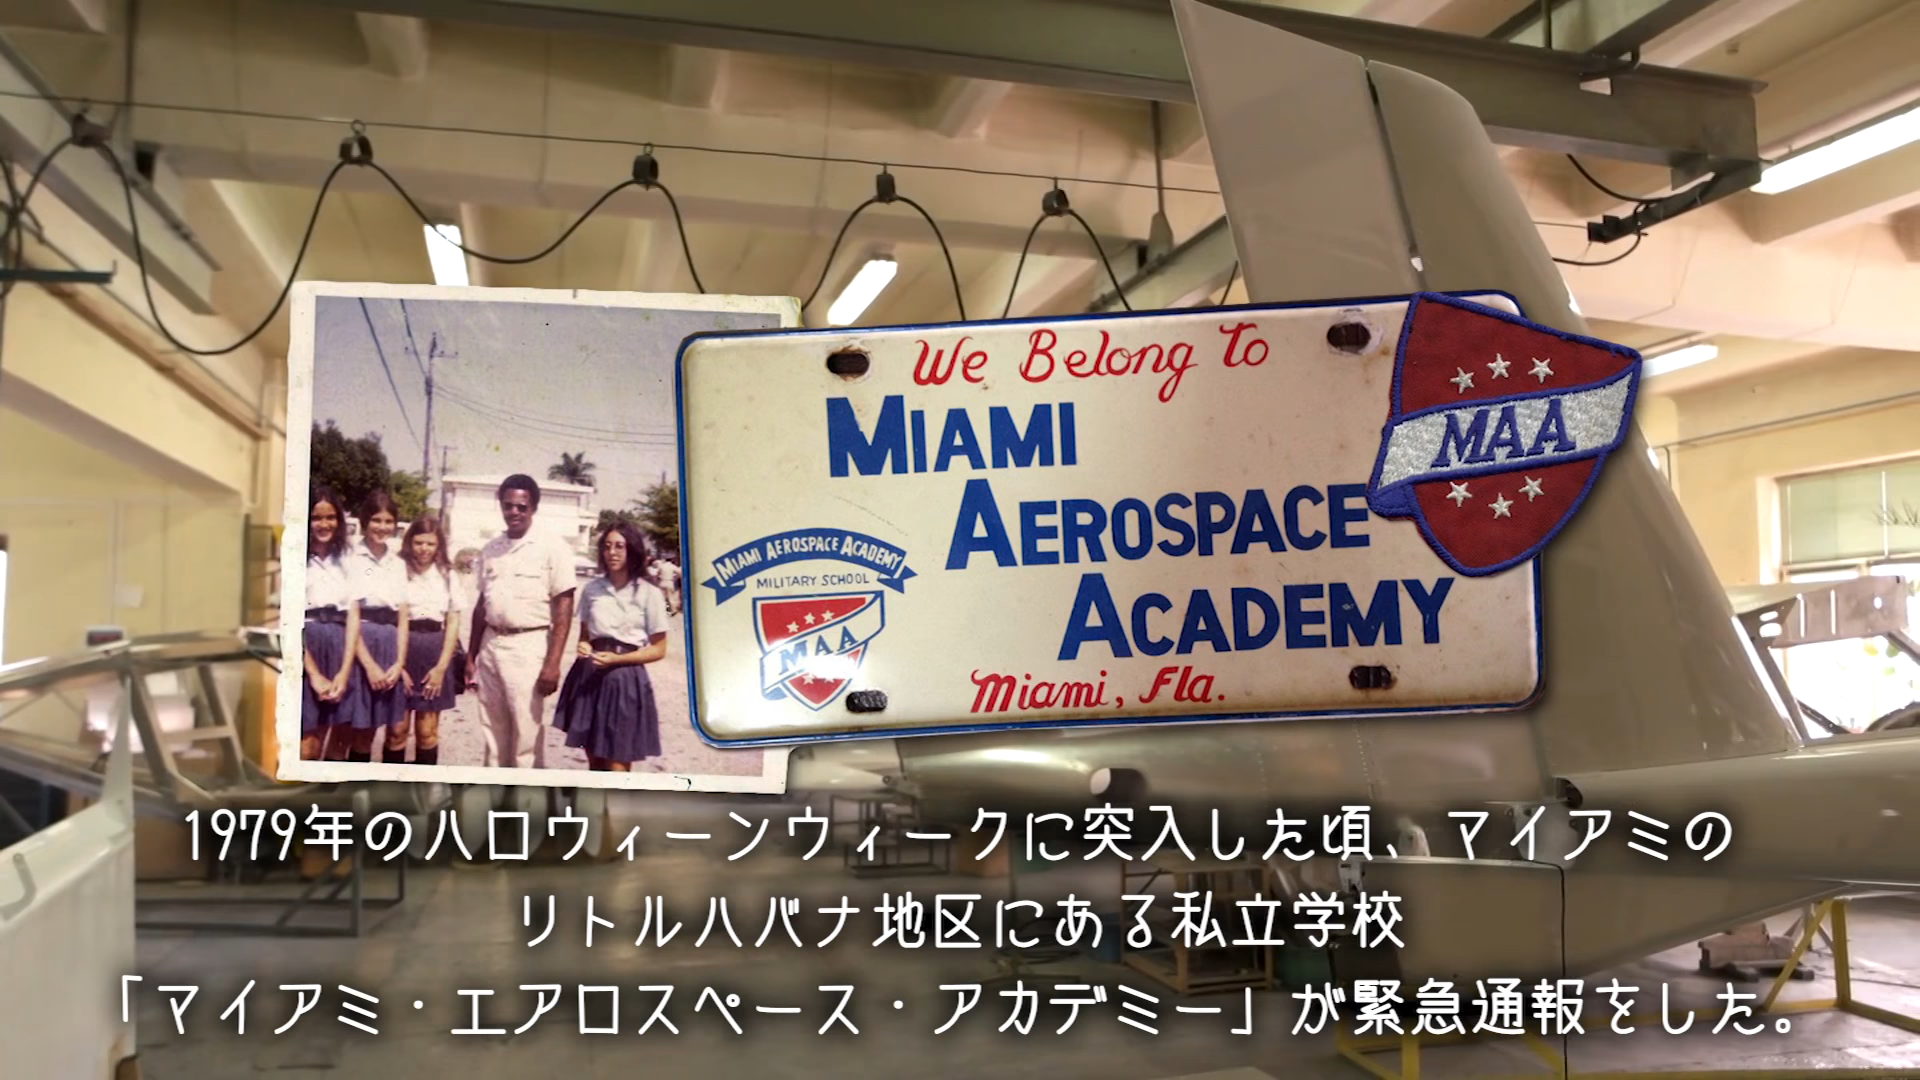 We Belong to
MIAMI
AEROSPACE
ACADEMY
Miami, Fla.
MIAMI AEROSPACE ACADEMY
MILITARY SCHOOL
MAA
MAA
1979年のハロウィーンウィークに突入した頃、マイアミの
リトルハバナ地区にある私立学校
「マイアミ・エアロスペース・アカデミー」が緊急通報をした。